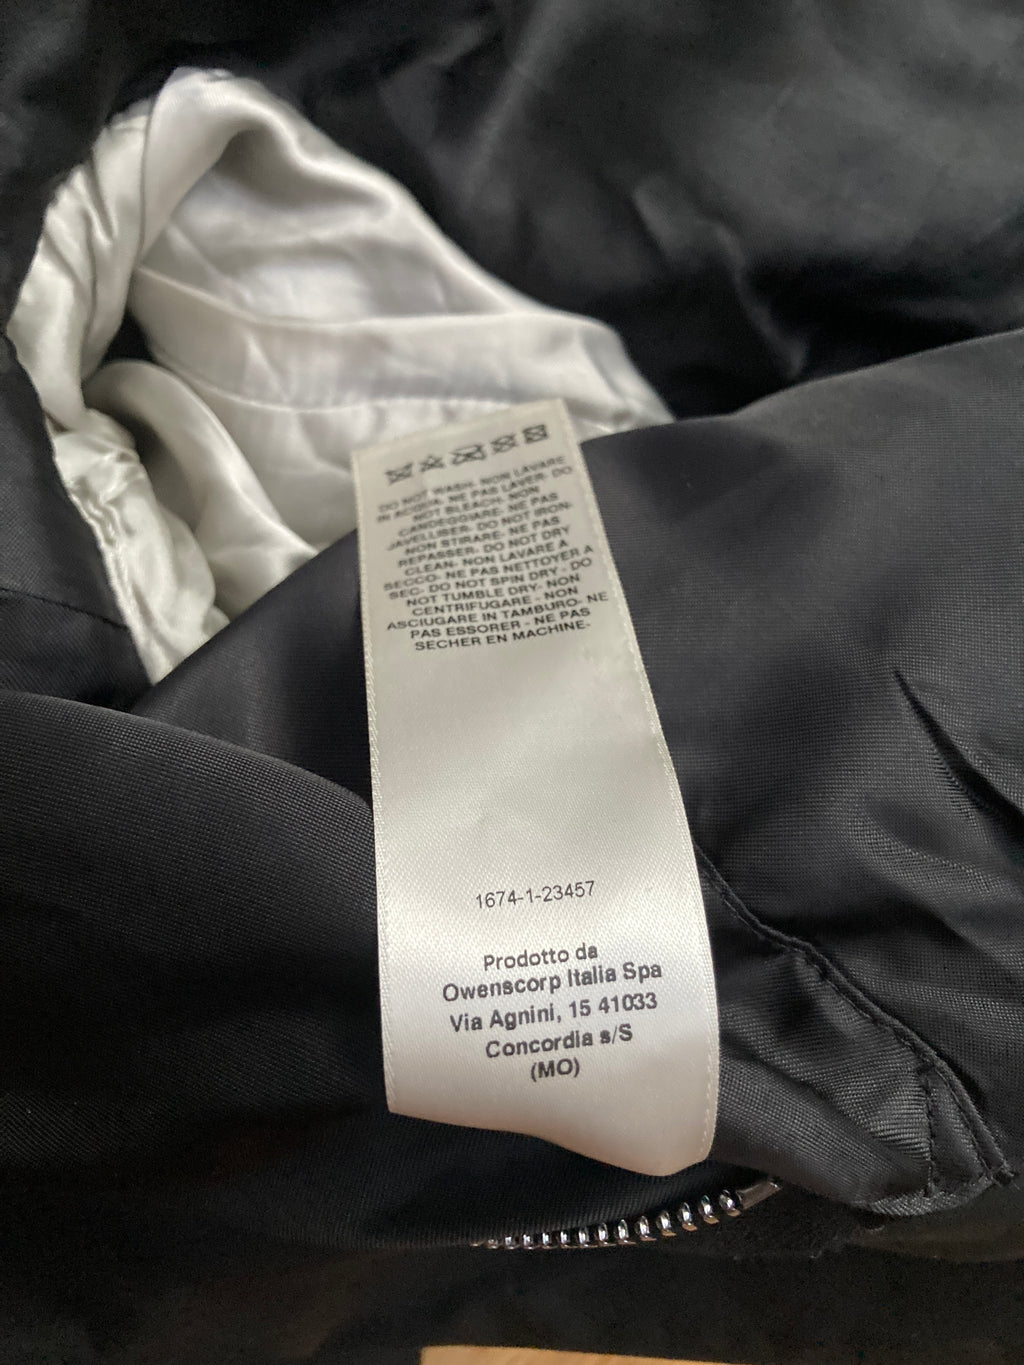 DO NOT WASH- NON LAVARE
IN ACQUA- NE PAS LAVER- DO
NOT BLEACH- NON
CANDEGGIARE- NE PAS
JAVELLISER- DO NOT IRON-
NON STIRARE- NE PAS
REPASSER- DO NOT DRY
CLEAN- NON LAVARE A
SECCO- NE PAS NETTOYER A
SEC- DO NOT SPIN DRY - DO
NOT TUMBLE DRY- NON
CENTRIFUGARE - NON
ASCIUGARE IN TAMBURO- NE
PAS ESSORER - NE PAS
SECHER EN MACHINE-
1674-1-23457
Prodotto da
Owenscorp Italia Spa
Via Agnini, 15 41033
Concordia s/S
(MO)